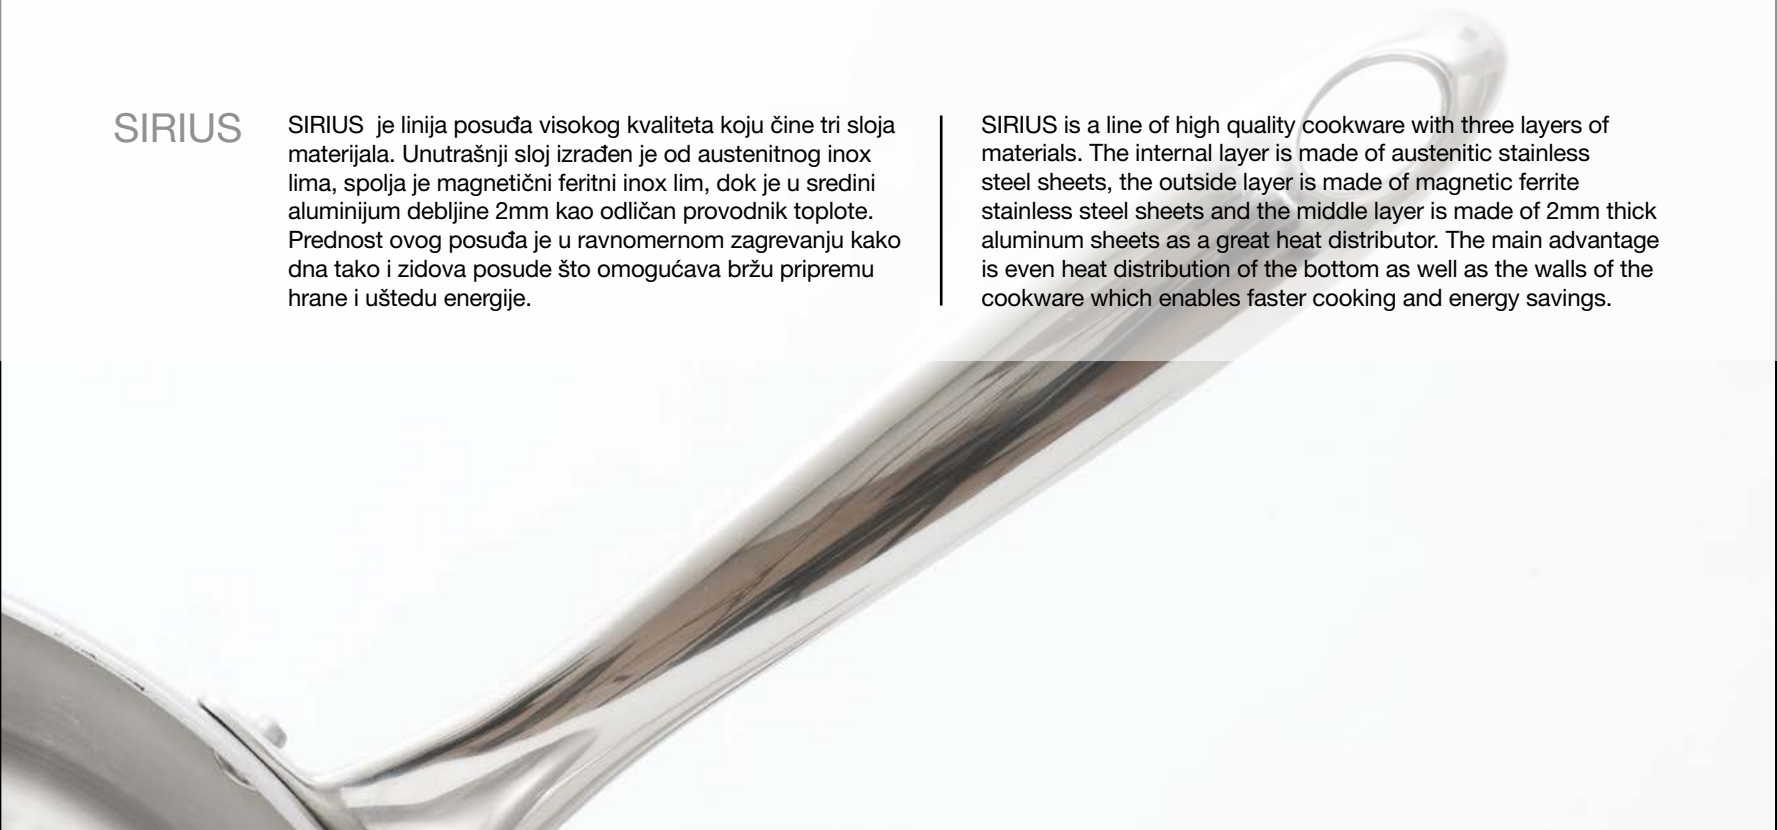 SIRIUS
SIRIUS  je linija posuđa visokog kvaliteta koju čine tri sloja
materijala. Unutrašnji sloj izrađen je od austenitnog inox
lima, spolja je magnetični feritni inox lim, dok je u sredini
aluminijum debljine 2mm kao odličan provodnik toplote.
Prednost ovog posuđa je u ravnomernom zagrevanju kako
dna tako i zidova posude što omogućava bržu pripremu
hrane i uštedu energije.
SIRIUS is a line of high quality cookware with three layers of
materials. The internal layer is made of austenitic stainless
steel sheets, the outside layer is made of magnetic ferrite
stainless steel sheets and the middle layer is made of 2mm thick
aluminum sheets as a great heat distributor. The main advantage
is even heat distribution of the bottom as well as the walls of the
cookware which enables faster cooking and energy savings.